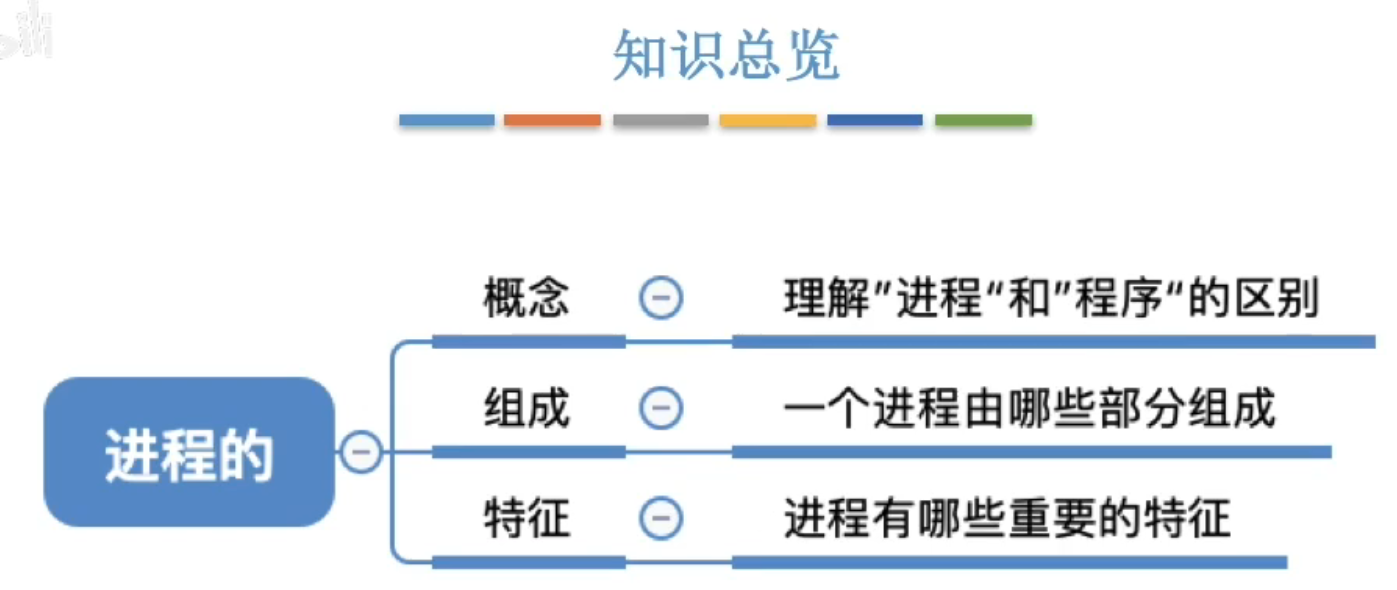 知识总览
进程的
概念
理解”进程“和”程序“的区别
组成
一个进程由哪些部分组成
特征
进程有哪些重要的特征